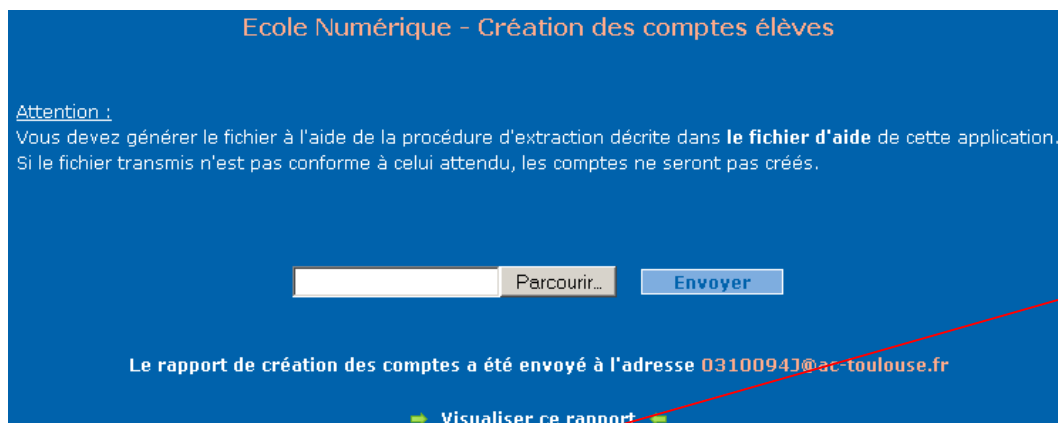 Ecole Numérique - Création des comptes élèves
Attention :
Vous devez générer le fichier à l'aide de la procédure d'extraction décrite dans le fichier d'aide de cette application.
Si le fichier transmis n'est pas conforme à celui attendu, les comptes ne seront pas créés.
Parcourir... Envoyer
Le rapport de création des comptes a été envoyé à l'adresse 0310094J@ac-toulouse.fr
Visualiser ce rapport